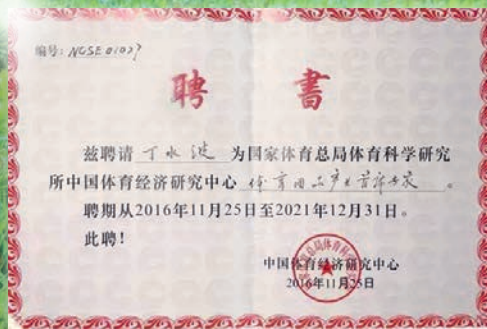 编号：NCSE01027
聘 书
兹聘请 丁水波 为国家体育总局体育科学研究
所中国体育经济研究中心 体育用品产业首席专家 。
聘期从2016年11月25日至2021年12月31日。
此聘！
中国体育经济研究中心
2016年11月25日